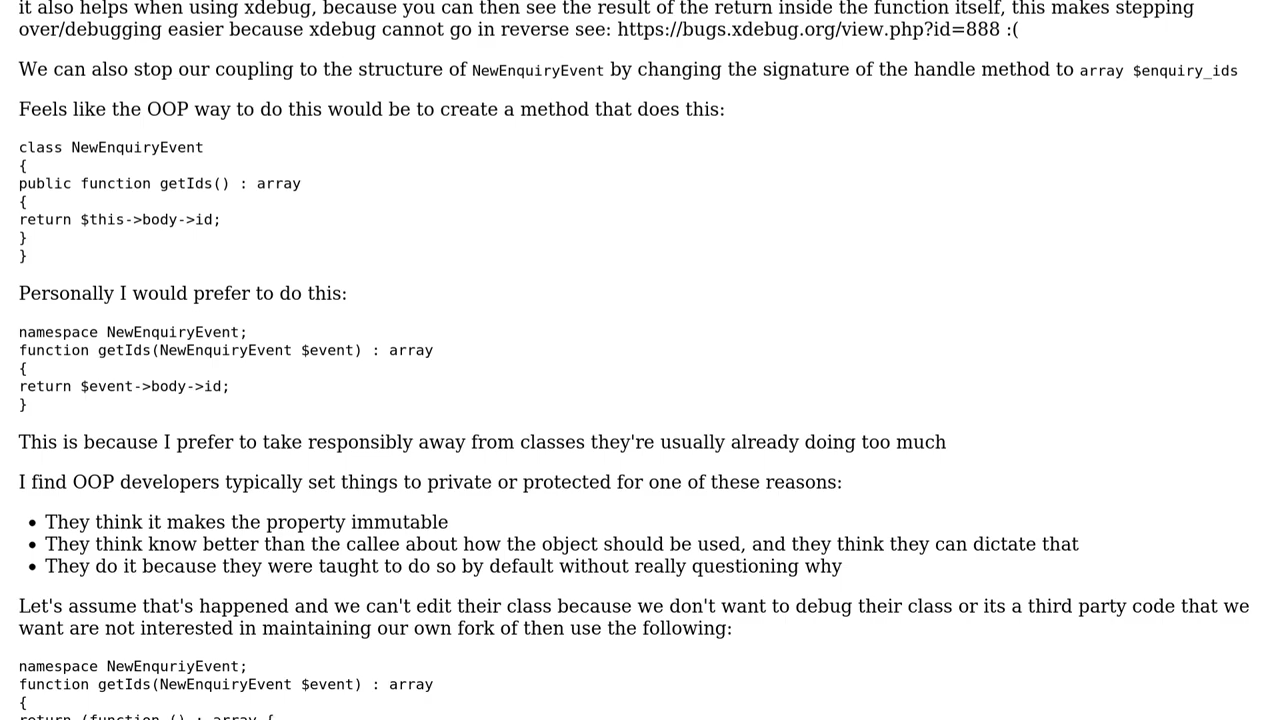 it also helps when using xdebug, because you can then see the result of the return inside the function itself, this makes stepping
over/debugging easier because xdebug cannot go in reverse see: https://bugs.xdebug.org/view.php?id=888 :(
We can also stop our coupling to the structure of NewEnquiryEvent by changing the signature of the handle method to array $enquiry_ids
Feels like the OOP way to do this would be to create a method that does this:
class NewEnquiryEvent
{
public function getIds() : array
{
return $this->body->id;
}
}
Personally I would prefer to do this:
namespace NewEnquiryEvent;
function getIds(NewEnquiryEvent $event) : array
{
return $event->body->id;
}
This is because I prefer to take responsibly away from classes they're usually already doing too much
I find OOP developers typically set things to private or protected for one of these reasons:
• They think it makes the property immutable
• They think know better than the callee about how the object should be used, and they think they can dictate that
• They do it because they were taught to do so by default without really questioning why
Let's assume that's happened and we can't edit their class because we don't want to debug their class or its a third party code that we
want are not interested in maintaining our own fork of then use the following:
namespace NewEnquriyEvent;
function getIds(NewEnquiryEvent $event) : array
{
return (function () : array {